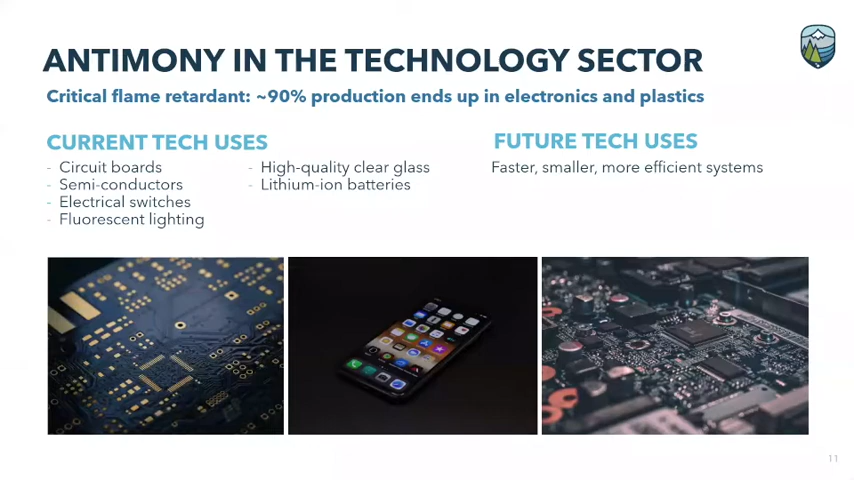 ANTIMONY IN THE TECHNOLOGY SECTOR
Critical flame retardant: ~90% production ends up in electronics and plastics
CURRENT TECH USES
- Circuit boards
- Semi-conductors
- Electrical switches
- Fluorescent lighting
- High-quality clear glass
- Lithium-ion batteries
FUTURE TECH USES
Faster, smaller, more efficient systems
11